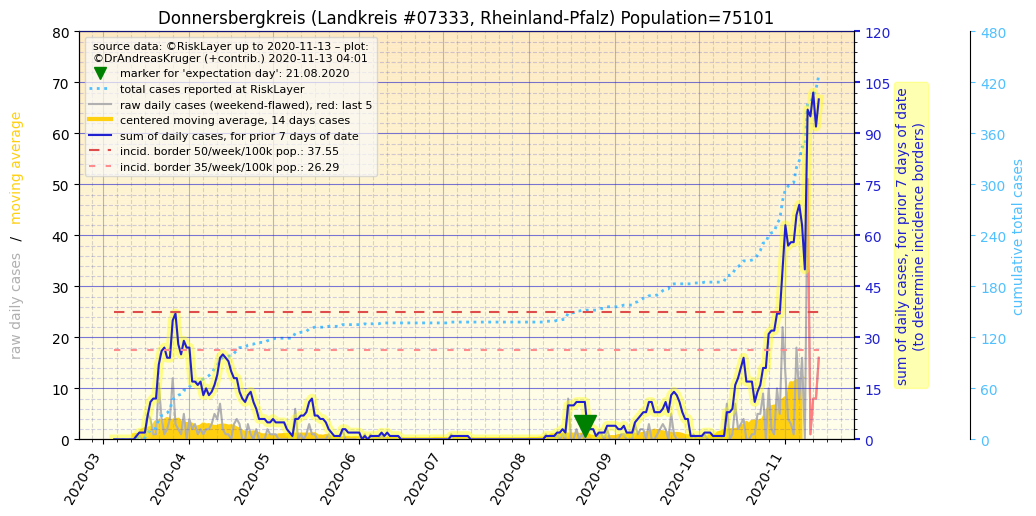 Donnersbergkreis (Landkreis #07333, Rheinland-Pfalz) Population=75101
source data: ©RiskLayer up to 2020-11-13 – plot:
©DrAndreasKruger (+contrib.) 2020-11-13 04:01
marker for 'expectation day': 21.08.2020
total cases reported at RiskLayer
raw daily cases (weekend-flawed), red: last 5
centered moving average, 14 days cases
sum of daily cases, for prior 7 days of date
incid. border 50/week/100k pop.: 37.55
incid. border 35/week/100k pop.: 26.29
raw daily cases / moving average
80
70
60
50
40
30
20
10
0
120
105
90
75
60
45
30
15
0
sum of daily cases, for prior 7 days of date
(to determine incidence borders)
480
420
360
300
240
180
120
60
0
cumulative total cases
2020-03
2020-04
2020-05
2020-06
2020-07
2020-08
2020-09
2020-10
2020-11